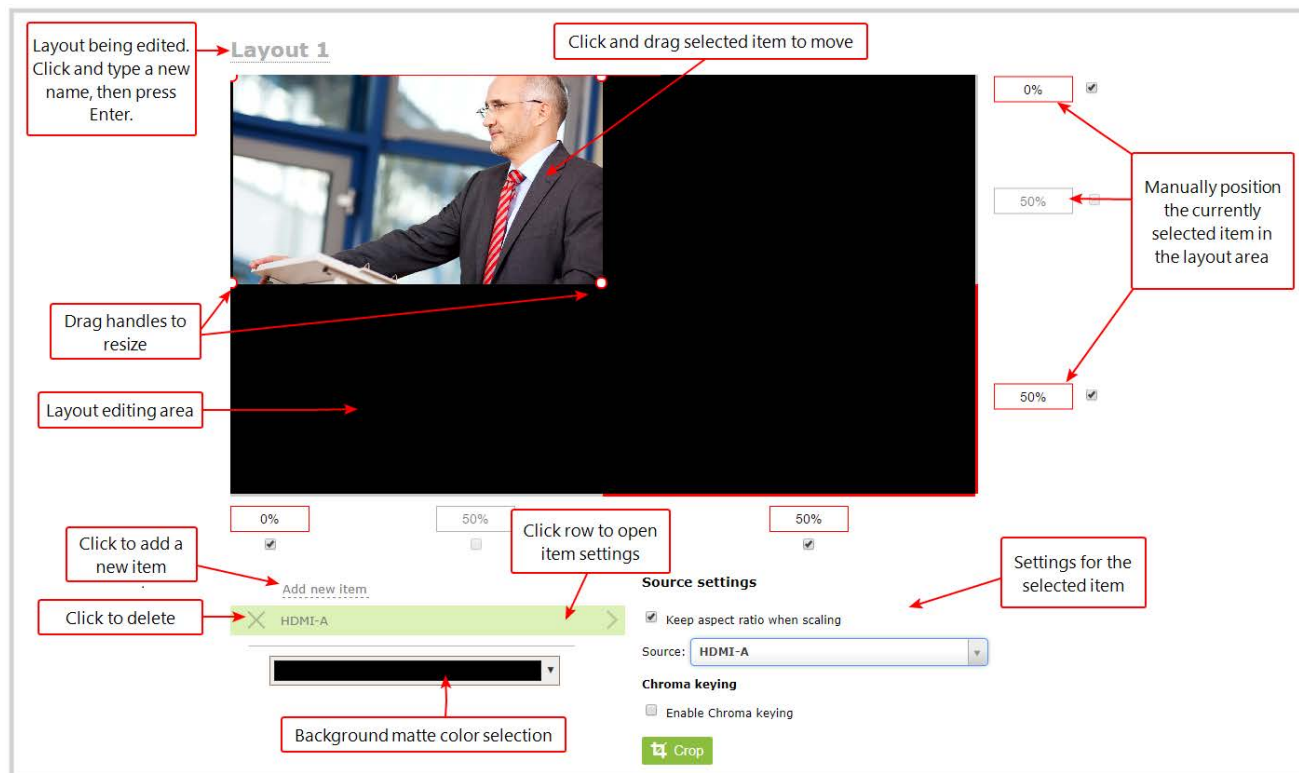 Layout being edited.
Click and type a new
name, then press
Enter.
Layout 1
Click and drag selected item to move
0%
50%
Manually position
the currently
selected item in
the layout area
50%
Drag handles to
resize
Layout editing area
0%
50%
50%
Click row to open
item settings
Click to add a
new item
.
Add new item
Click to delete
HDMI-A
Background matte color selection
Source settings
Keep aspect ratio when scaling
Source: HDMI-A
Chroma keying
Enable Chroma keying
Crop
Settings for the
selected item